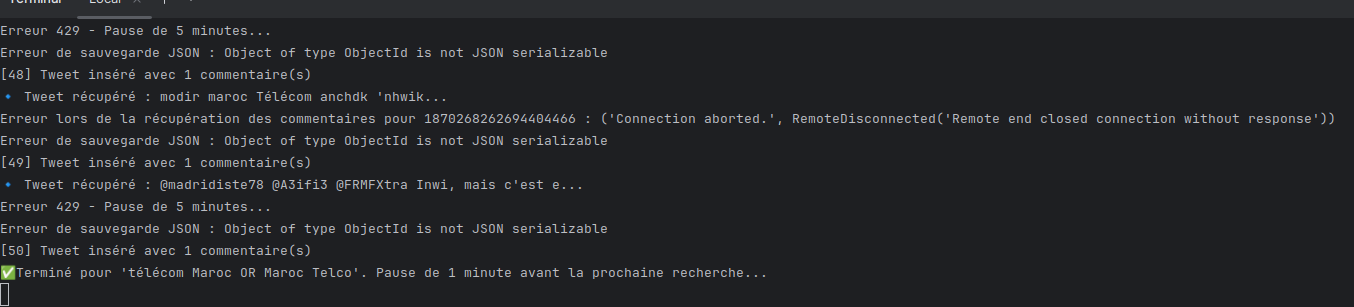 Terminal Local × + ⌄
Erreur 429 - Pause de 5 minutes...
Erreur de sauvegarde JSON : Object of type ObjectId is not JSON serializable
[48] Tweet inséré avec 1 commentaire(s)
🔹 Tweet récupéré : modir maroc Télécom anchdk 'nhwik...
Erreur lors de la récupération des commentaires pour 1870268262694404466 : ('Connection aborted.', RemoteDisconnected('Remote end closed connection without response'))
Erreur de sauvegarde JSON : Object of type ObjectId is not JSON serializable
[49] Tweet inséré avec 1 commentaire(s)
🔹 Tweet récupéré : @madridiste78 @A3ifi3 @FRMFXtra Inwi, mais c'est e...
Erreur 429 - Pause de 5 minutes...
Erreur de sauvegarde JSON : Object of type ObjectId is not JSON serializable
[50] Tweet inséré avec 1 commentaire(s)
✅Terminé pour 'télécom Maroc OR Maroc Telco'. Pause de 1 minute avant la prochaine recherche...